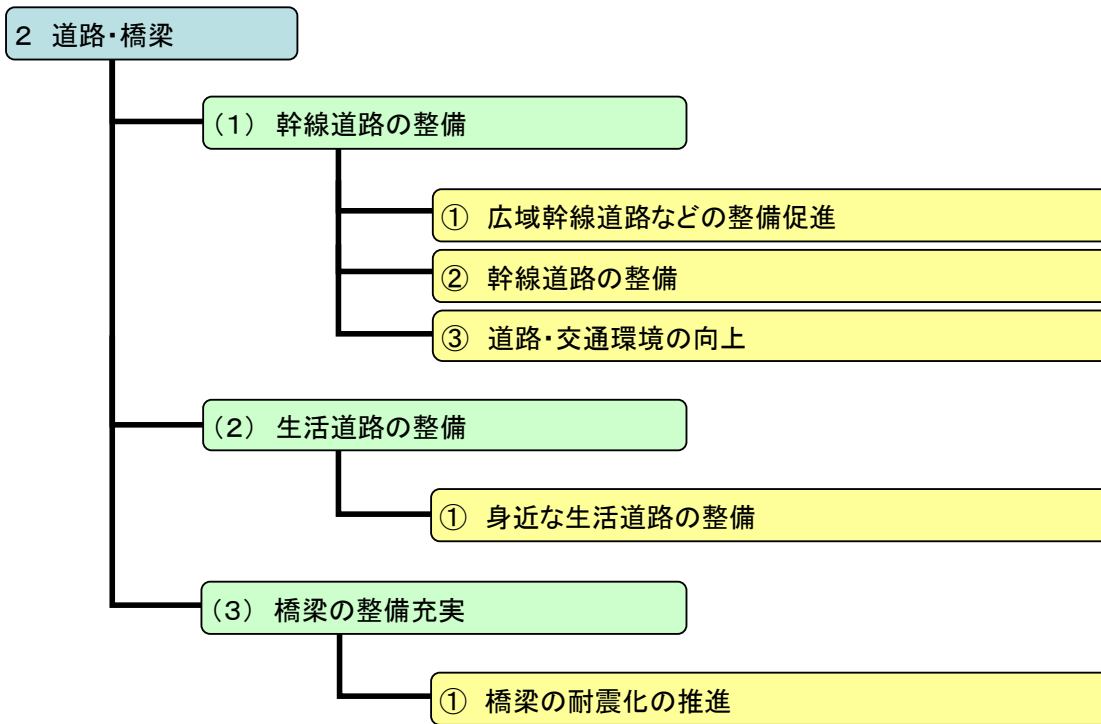 ２ 道路・橋梁
（１） 幹線道路の整備
① 広域幹線道路などの整備促進
② 幹線道路の整備
③ 道路・交通環境の向上
（２） 生活道路の整備
① 身近な生活道路の整備
（３） 橋梁の整備充実
① 橋梁の耐震化の推進